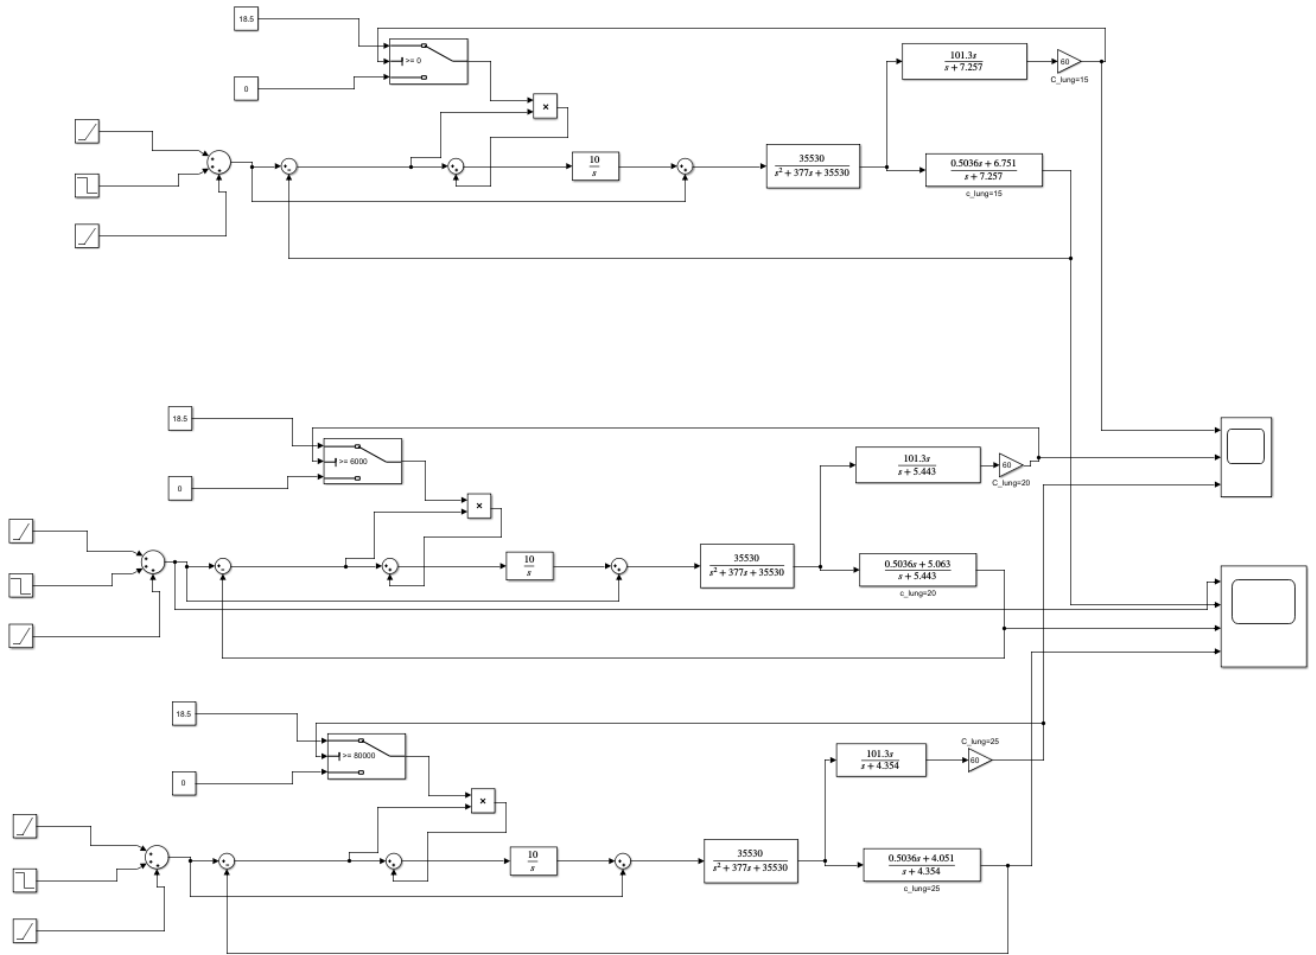 18.5
>= 0
0
×
101.3s
s + 7.257
60
C_lung=15
10
s
35530
s² + 377s + 35530
0.5036s + 6.751
s + 7.257
c_lung=15
18.5
>= 6000
0
×
101.3s
s + 5.443
60
C_lung=20
10
s
35530
s² + 377s + 35530
0.5036s + 5.063
s + 5.443
c_lung=20
18.5
>= 80000
0
×
C_lung=25
101.3s
s + 4.354
60
10
s
35530
s² + 377s + 35530
0.5036s + 4.051
s + 4.354
c_lung=25